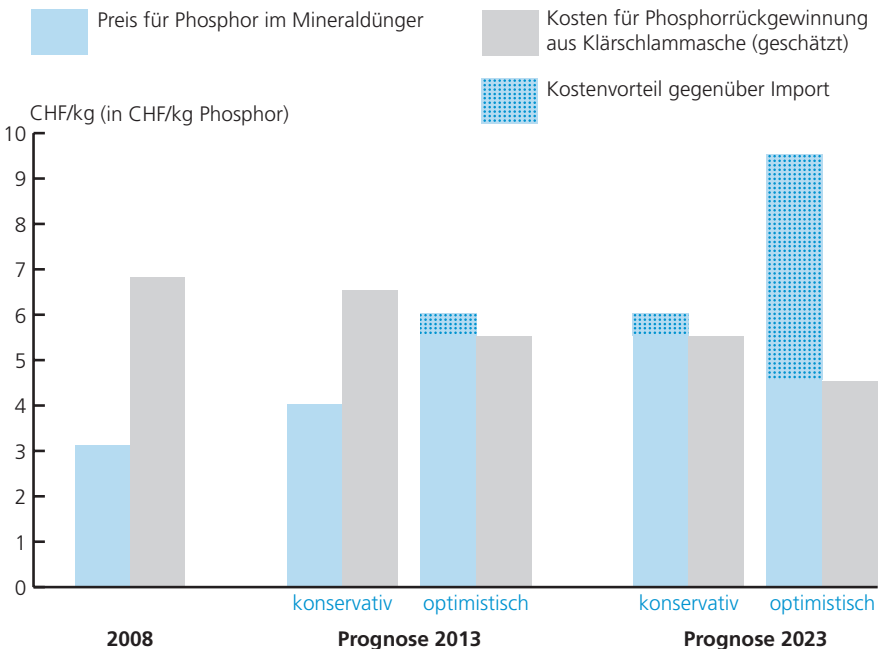 Preis für Phosphor im Mineraldünger
Kosten für Phosphorrückgewinnung
aus Klärschlammasche (geschätzt)
Kostenvorteil gegenüber Import
CHF/kg (in CHF/kg Phosphor)
10
9
8
7
6
5
4
3
2
1
0
konservativ optimistisch konservativ optimistisch
2008 Prognose 2013 Prognose 2023